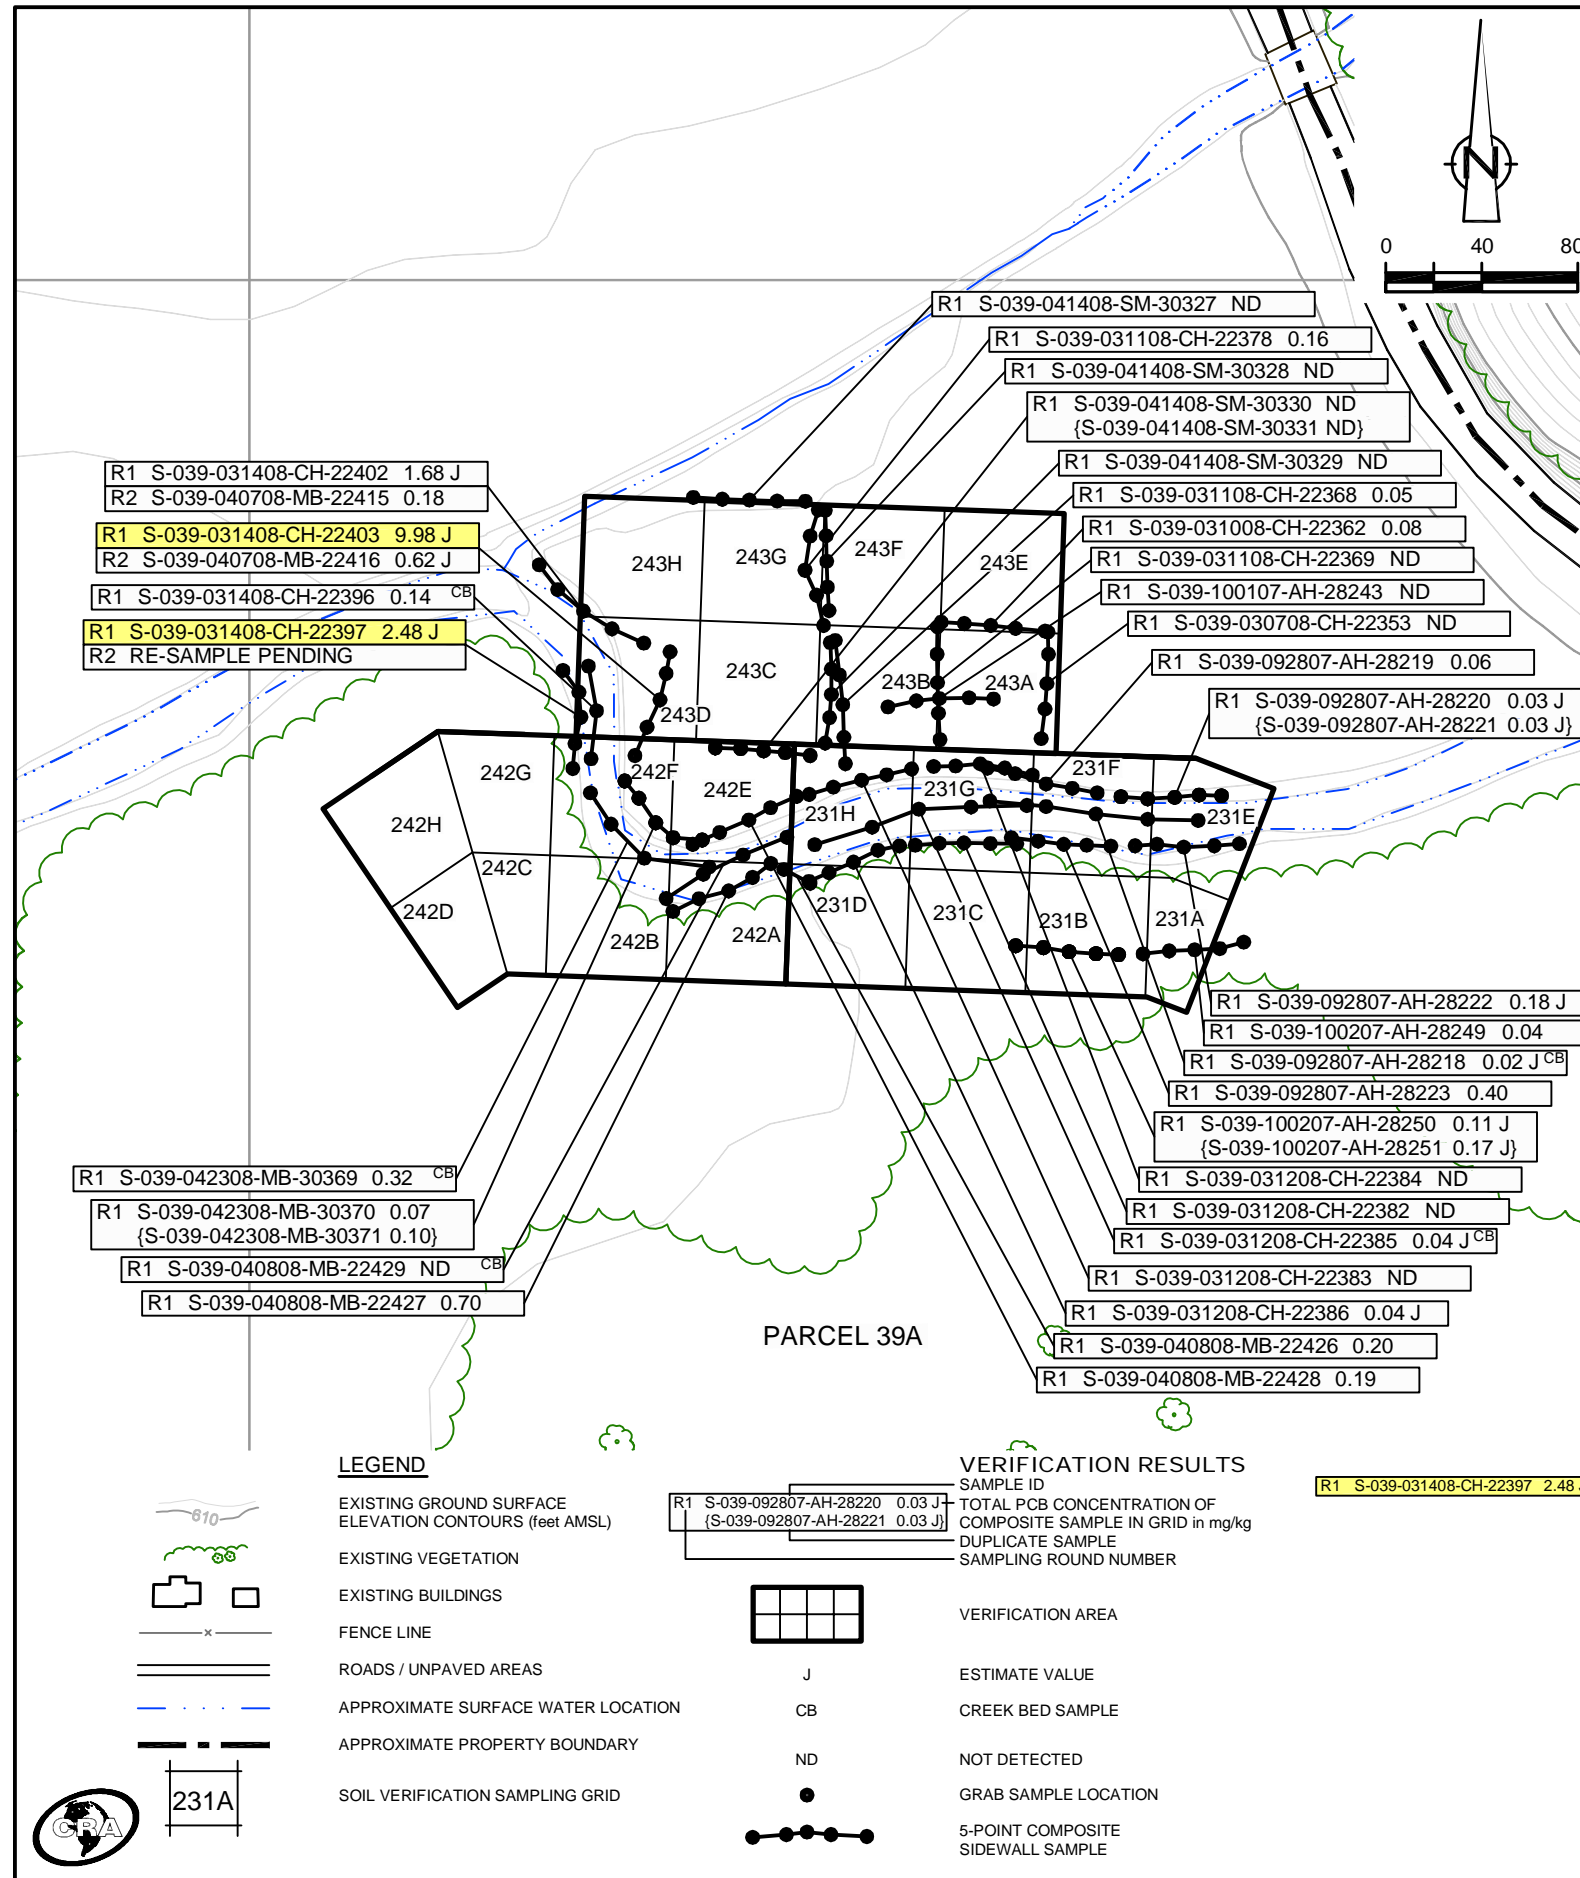 0 40 80
R1 S-039-041408-SM-30327 ND
R1 S-039-031108-CH-22378 0.16
R1 S-039-041408-SM-30328 ND
R1 S-039-041408-SM-30330 ND
{S-039-041408-SM-30331 ND}
R1 S-039-041408-SM-30329 ND
R1 S-039-031108-CH-22368 0.05
R1 S-039-031008-CH-22362 0.08
R1 S-039-031108-CH-22369 ND
R1 S-039-100107-AH-28243 ND
R1 S-039-030708-CH-22353 ND
R1 S-039-092807-AH-28219 0.06
R1 S-039-092807-AH-28220 0.03 J
{S-039-092807-AH-28221 0.03 J}
R1 S-039-031408-CH-22402 1.68 J
R2 S-039-040708-MB-22415 0.18
R1 S-039-031408-CH-22403 9.98 J
R2 S-039-040708-MB-22416 0.62 J
R1 S-039-031408-CH-22396 0.14 CB
R1 S-039-031408-CH-22397 2.48 J
R2 RE-SAMPLE PENDING
243H
243G
243F
243E
243D
243C
243B
243A
242G
242F
242E
242H
242C
242D
242B
242A
231H
231G
231F
231E
231D
231C
231B
231A
R1 S-039-092807-AH-28222 0.18 J
R1 S-039-100207-AH-28249 0.04
R1 S-039-092807-AH-28218 0.02 J CB
R1 S-039-092807-AH-28223 0.40
R1 S-039-100207-AH-28250 0.11 J
{S-039-100207-AH-28251 0.17 J}
R1 S-039-031208-CH-22384 ND
R1 S-039-031208-CH-22382 ND
R1 S-039-031208-CH-22385 0.04 J CB
R1 S-039-031208-CH-22383 ND
R1 S-039-031208-CH-22386 0.04 J
R1 S-039-040808-MB-22426 0.20
R1 S-039-040808-MB-22428 0.19
R1 S-039-042308-MB-30369 0.32 CB
R1 S-039-042308-MB-30370 0.07
{S-039-042308-MB-30371 0.10}
R1 S-039-040808-MB-22429 ND CB
R1 S-039-040808-MB-22427 0.70
PARCEL 39A
LEGEND
610
EXISTING GROUND SURFACE
ELEVATION CONTOURS (feet AMSL)
EXISTING VEGETATION
EXISTING BUILDINGS
x
FENCE LINE
ROADS / UNPAVED AREAS
APPROXIMATE SURFACE WATER LOCATION
APPROXIMATE PROPERTY BOUNDARY
231A
SOIL VERIFICATION SAMPLING GRID
CRA
VERIFICATION RESULTS
R1 S-039-092807-AH-28220 0.03 J
{S-039-092807-AH-28221 0.03 J}
SAMPLE ID
TOTAL PCB CONCENTRATION OF
COMPOSITE SAMPLE IN GRID in mg/kg
DUPLICATE SAMPLE
SAMPLING ROUND NUMBER
R1 S-039-031408-CH-22397 2.48 J
VERIFICATION AREA
J
ESTIMATE VALUE
CB
CREEK BED SAMPLE
ND
NOT DETECTED
GRAB SAMPLE LOCATION
5-POINT COMPOSITE
SIDEWALL SAMPLE